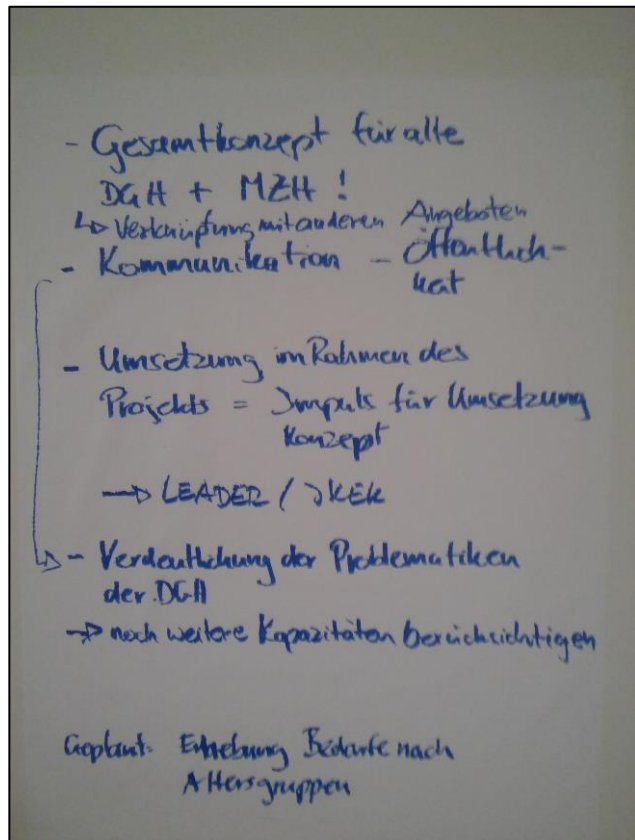 - Gesamtkonzept für alle
DGH + MZH !
↳ Verknüpfung mit anderen Angeboten
- Kommunikation – Öffentlich-
keit
- Umsetzung im Rahmen des
Projekts = Impuls für Umsetzung
Konzept
→ LEADER / IKEK
- Verdeutlichung der Problematiken
der DGH
→ noch weitere Kapazitäten berücksichtigen
Geplant: Erhebung Bedarfe nach
Altersgruppen